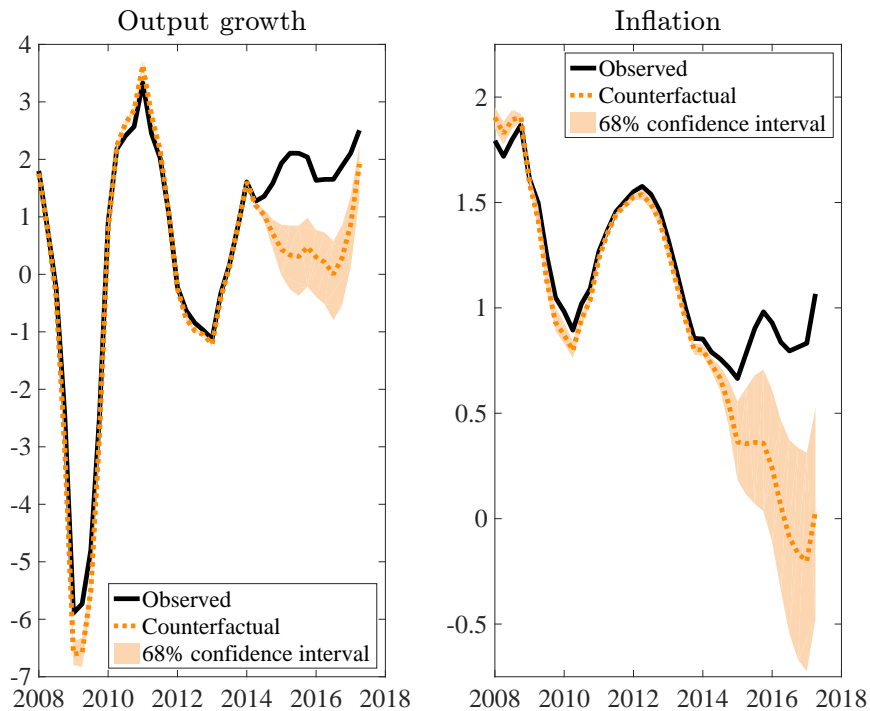 Output growth
4
3
2
1
0
-1
-2
-3
-4
-5
-6
-7
2008 2010 2012 2014 2016 2018
Observed
Counterfactual
68% confidence interval
Inflation
2
1.5
1
0.5
0
-0.5
2008 2010 2012 2014 2016 2018
Observed
Counterfactual
68% confidence interval